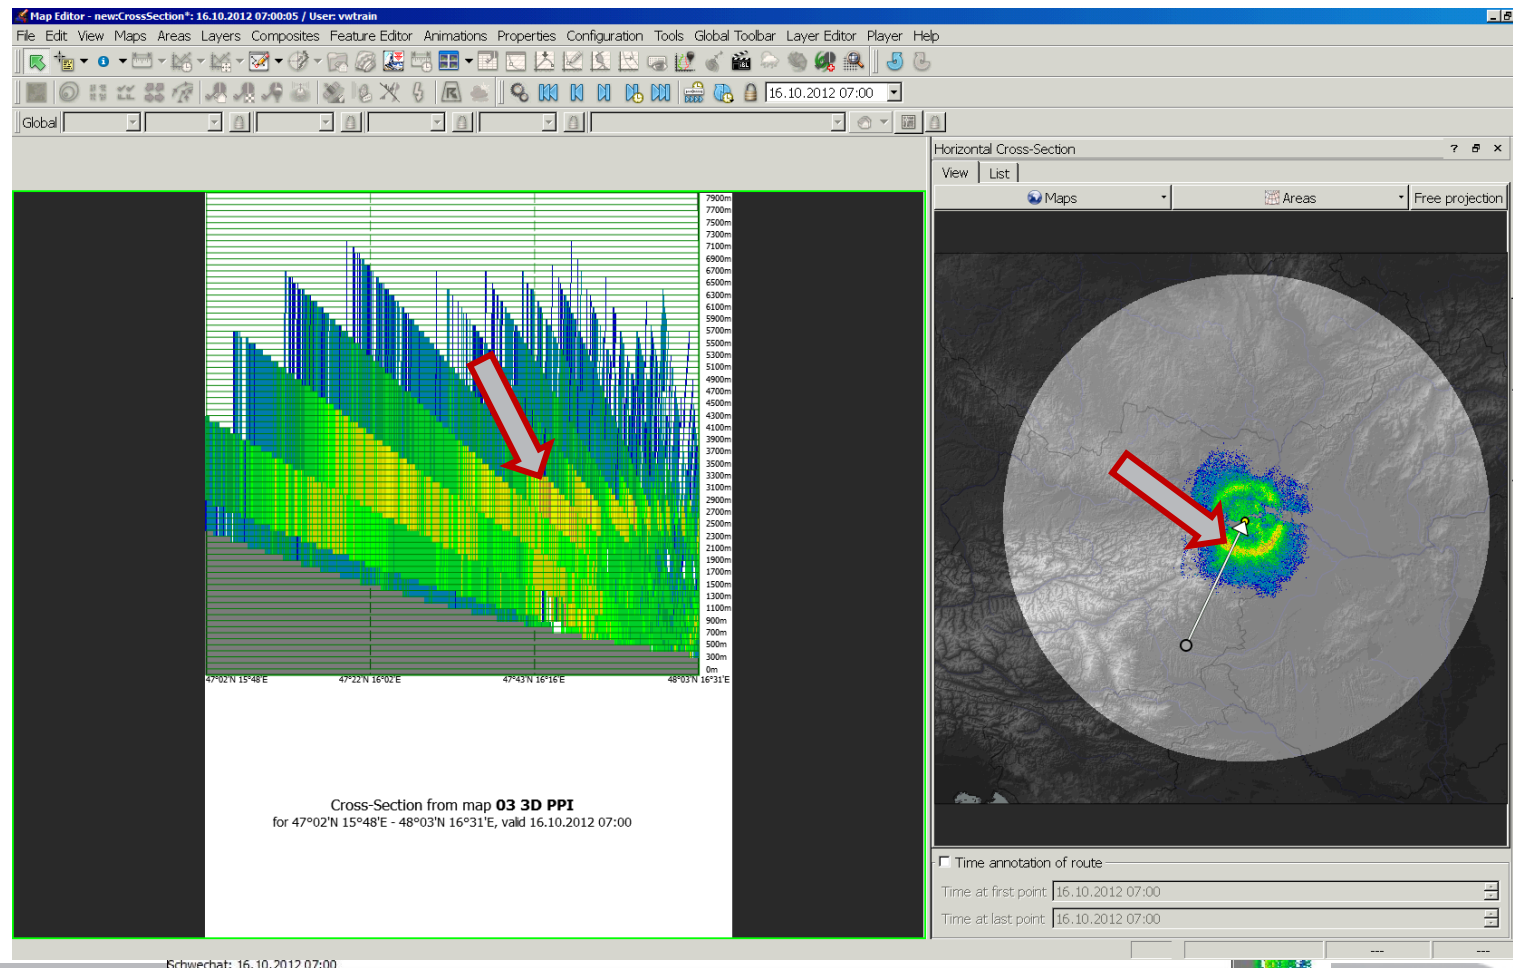 Map Editor - new:CrossSection*: 16.10.2012 07:00:05 / User: vwtrain
File Edit View Maps Areas Layers Composites Feature Editor Animations Properties Configuration Tools Global Toolbar Layer Editor Player Help
16.10.2012 07:00
Global
Horizontal Cross-Section
View List
Maps Areas Free projection
7900m
7700m
7500m
7300m
7100m
6900m
6700m
6500m
6300m
6100m
5900m
5700m
5500m
5300m
5100m
4900m
4700m
4500m
4300m
4100m
3900m
3700m
3500m
3300m
3100m
2900m
2700m
2500m
2300m
2100m
1900m
1700m
1500m
1300m
1100m
900m
700m
500m
300m
0m
47°02'N 15°48'E 47°22'N 16°02'E 47°43'N 16°16'E 48°03'N 16°31'E
Cross-Section from map 03 3D PPI
for 47°02'N 15°48'E - 48°03'N 16°31'E, valid 16.10.2012 07:00
Time annotation of route
Time at first point 16.10.2012 07:00
Time at last point 16.10.2012 07:00
--- ---
Schwechat: 16.10.2012 07:00